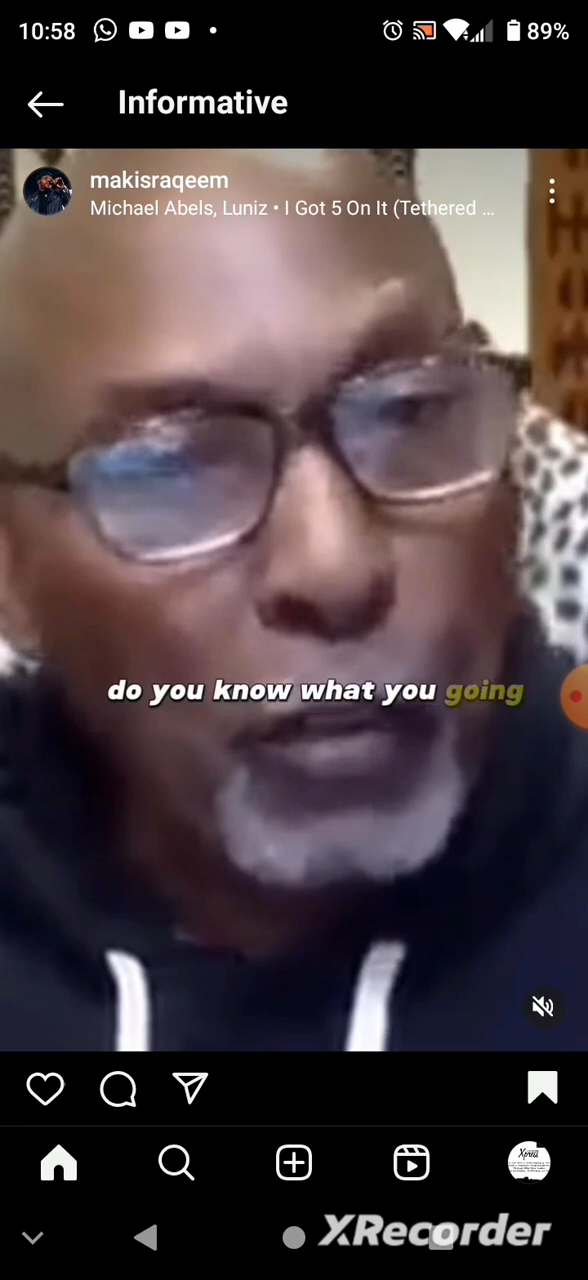 10:58
89%
Informative
makisraqeem
Michael Abels, Luniz • I Got 5 On It (Tethered ...
do you know what you going
XRecorder